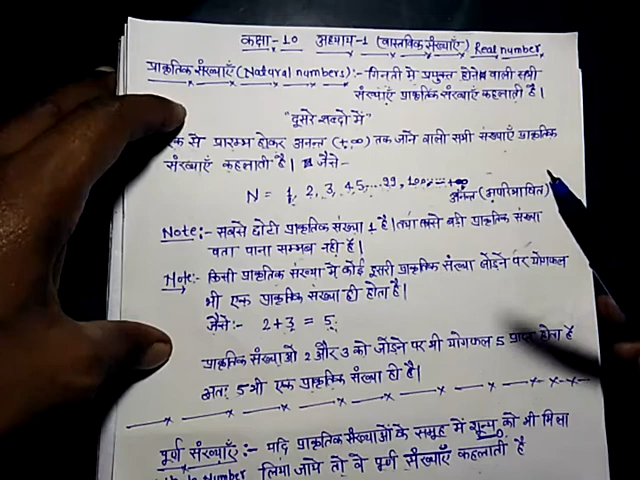 कक्षा-10 अध्याय-1 (वास्तविक संख्याएँ) Real number
प्राकृतिक संख्याएँ (Natural numbers):- गिनती में प्रयुक्त होने वाली सभी
संख्याएँ प्राकृतिक संख्याएँ कहलाती है।
"दूसरे शब्दो में"
एक से प्रारम्भ होकर अनन्त (+∞) तक जाने वाली सभी संख्याएँ प्राकृतिक
संख्याएँ कहलाती है। जैसे-
N = 1, 2, 3, 4, 5, ... 99, 100, ... +∞
अनन्त (अपरिभाषित)
Note:- सबसे छोटी प्राकृतिक संख्या 1 है। तथा सबसे बड़ी प्राकृतिक संख्या
पता पाना सम्भव नही है।
Note:- किसी प्राकृतिक संख्या में कोई दूसरी प्राकृतिक संख्या जोड़ने पर योगफल
भी एक प्राकृतिक संख्या ही होता है।
जैसे:- 2+3 = 5
प्राकृतिक संख्याओं 2 और 3 को जोड़ने पर भी योगफल 5 प्राप्त होता है
अतः 5 भी एक प्राकृतिक संख्या ही है।
पूर्ण संख्याएँ:- यदि प्राकृतिक संख्याओं के समूह में शून्य को भी मिला
Number लिया जाये तो वे पूर्ण संख्याएँ कहलाती है